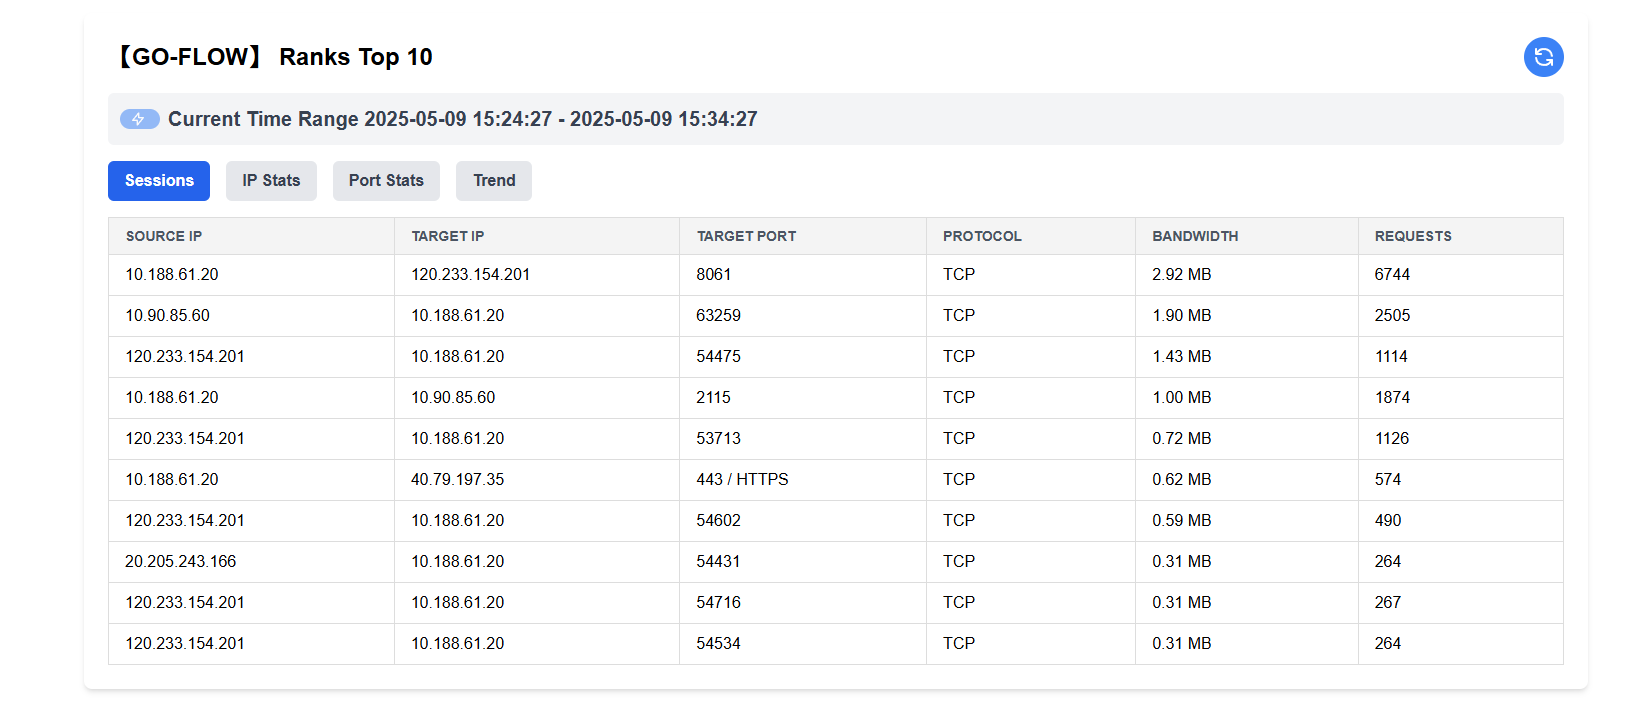 【GO-FLOW】 Ranks Top 10
Current Time Range 2025-05-09 15:24:27 - 2025-05-09 15:34:27
Sessions IP Stats Port Stats Trend
SOURCE IP TARGET IP TARGET PORT PROTOCOL BANDWIDTH REQUESTS
10.188.61.20 120.233.154.201 8061 TCP 2.92 MB 6744
10.90.85.60 10.188.61.20 63259 TCP 1.90 MB 2505
120.233.154.201 10.188.61.20 54475 TCP 1.43 MB 1114
10.188.61.20 10.90.85.60 2115 TCP 1.00 MB 1874
120.233.154.201 10.188.61.20 53713 TCP 0.72 MB 1126
10.188.61.20 40.79.197.35 443 / HTTPS TCP 0.62 MB 574
120.233.154.201 10.188.61.20 54602 TCP 0.59 MB 490
20.205.243.166 10.188.61.20 54431 TCP 0.31 MB 264
120.233.154.201 10.188.61.20 54716 TCP 0.31 MB 267
120.233.154.201 10.188.61.20 54534 TCP 0.31 MB 264